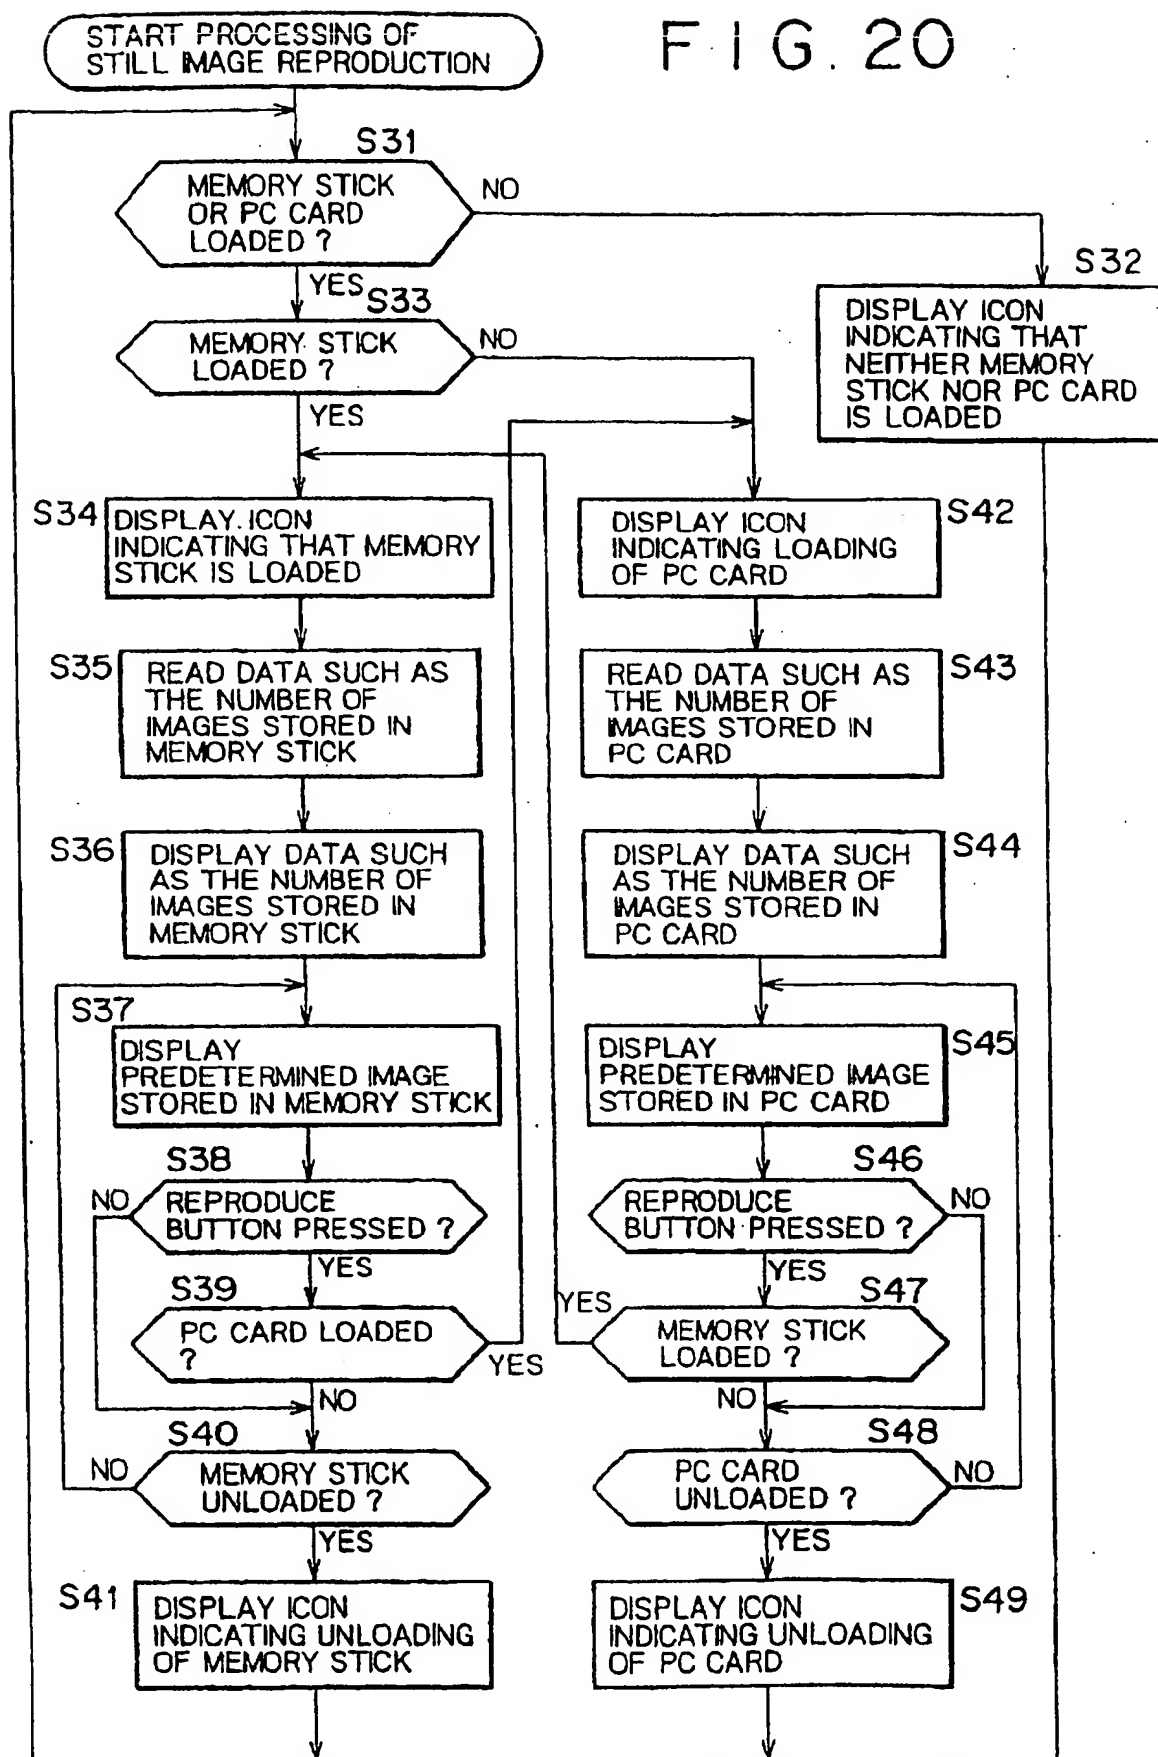 START PROCESSING OF
STILL IMAGE REPRODUCTION
FIG. 20
S31
MEMORY STICK
OR PC CARD
LOADED ?
NO
YES
S32
DISPLAY ICON
INDICATING THAT
NEITHER MEMORY
STICK NOR PC CARD
IS LOADED
S33
MEMORY STICK
LOADED ?
NO
YES
S34
DISPLAY ICON
INDICATING THAT MEMORY
STICK IS LOADED
S42
DISPLAY ICON
INDICATING LOADING
OF PC CARD
S35
READ DATA SUCH AS
THE NUMBER OF
IMAGES STORED IN
MEMORY STICK
S43
READ DATA SUCH AS
THE NUMBER OF
IMAGES STORED IN
PC CARD
S36
DISPLAY DATA SUCH
AS THE NUMBER OF
IMAGES STORED IN
MEMORY STICK
S44
DISPLAY DATA SUCH
AS THE NUMBER OF
IMAGES STORED IN
PC CARD
S37
DISPLAY
PREDETERMINED IMAGE
STORED IN MEMORY STICK
S45
DISPLAY
PREDETERMINED IMAGE
STORED IN PC CARD
S38
NO
REPRODUCE
BUTTON PRESSED ?
YES
S46
REPRODUCE
BUTTON PRESSED ?
NO
YES
S39
PC CARD LOADED
?
YES
NO
S47
YES
MEMORY STICK
LOADED ?
NO
S40
NO
MEMORY STICK
UNLOADED ?
YES
S48
PC CARD
UNLOADED ?
NO
YES
S41
DISPLAY ICON
INDICATING UNLOADING
OF MEMORY STICK
S49
DISPLAY ICON
INDICATING UNLOADING
OF PC CARD